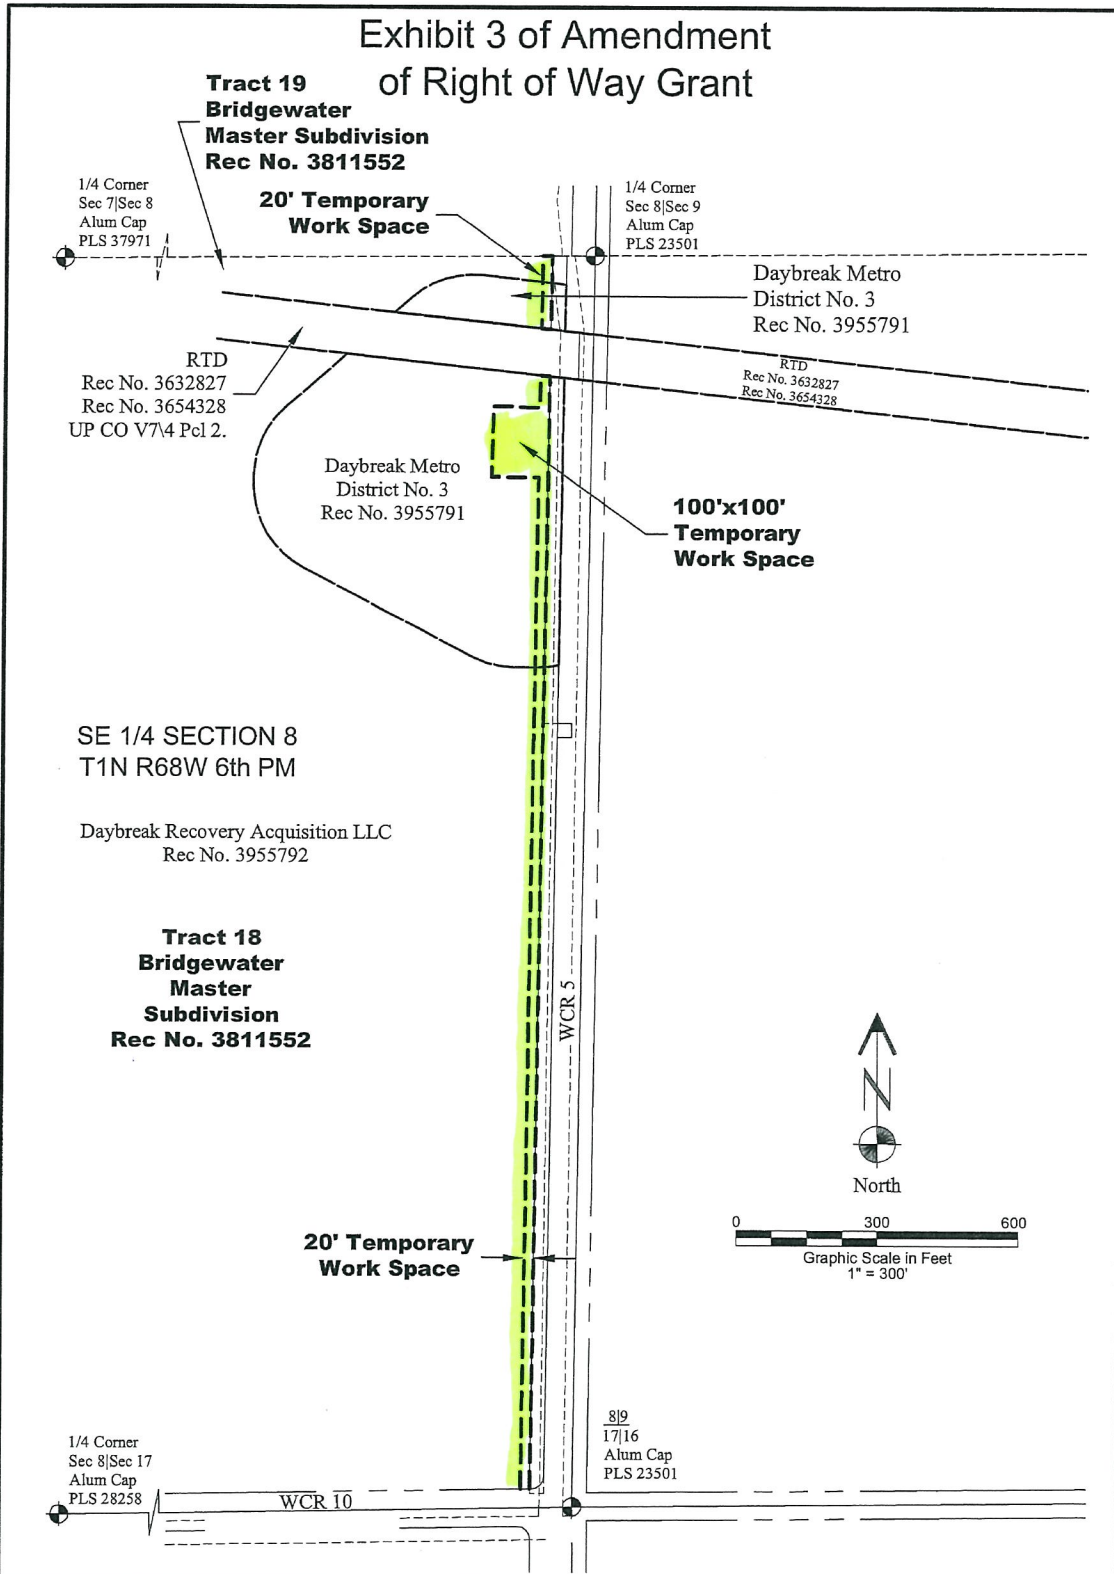 Exhibit 3 of Amendment
of Right of Way Grant
Tract 19
Bridgewater
Master Subdivision
Rec No. 3811552
1/4 Corner
Sec 7|Sec 8
Alum Cap
PLS 37971
20' Temporary
Work Space
1/4 Corner
Sec 8|Sec 9
Alum Cap
PLS 23501
Daybreak Metro
District No. 3
Rec No. 3955791
RTD
Rec No. 3632827
Rec No. 3654328
UP CO V7\4 Pcl 2.
RTD
Rec No. 3632827
Rec No. 3654328
Daybreak Metro
District No. 3
Rec No. 3955791
100'x100'
Temporary
Work Space
SE 1/4 SECTION 8
T1N R68W 6th PM
Daybreak Recovery Acquisition LLC
Rec No. 3955792
Tract 18
Bridgewater
Master
Subdivision
Rec No. 3811552
WCR 5
N
North
0 300 600
Graphic Scale in Feet
1" = 300'
20' Temporary
Work Space
8|9
17|16
Alum Cap
PLS 23501
1/4 Corner
Sec 8|Sec 17
Alum Cap
PLS 28258
WCR 10